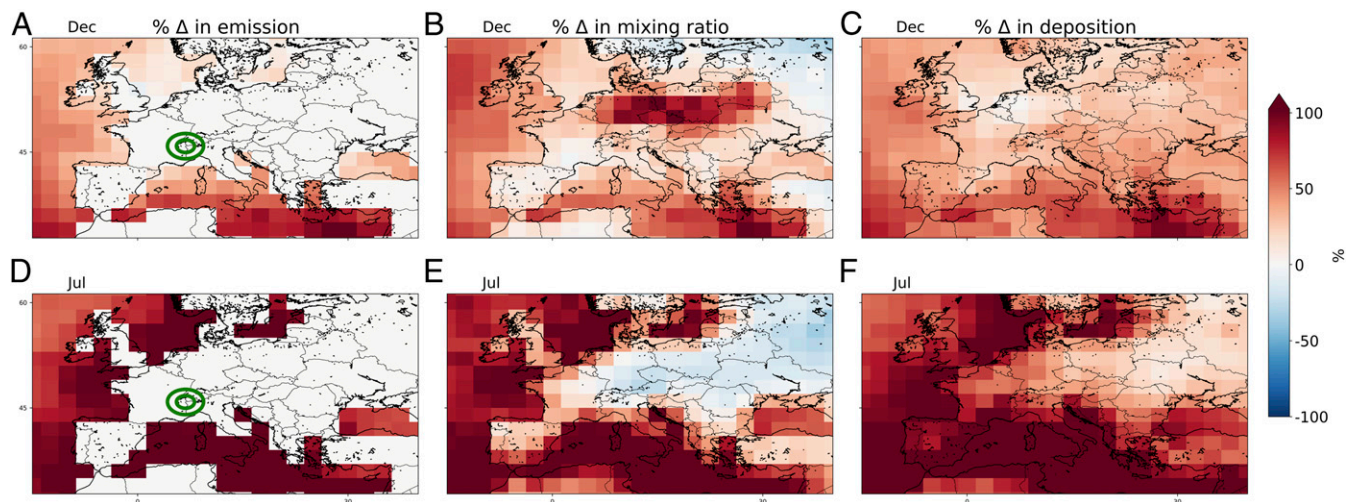 A Dec % Δ in emission
B Dec % Δ in mixing ratio
C Dec % Δ in deposition
60
45
100
50
0
-50
-100
%
D Jul
E Jul
F Jul
60
45
0 30
0 30
0 30